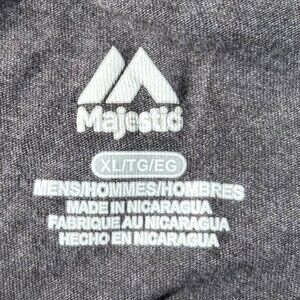 Majestic
XL/TG/EG
MENS/HOMMES/HOMBRES
MADE IN NICARAGUA
FABRIQUE AU NICARAGUA
HECHO EN NICARAGUA